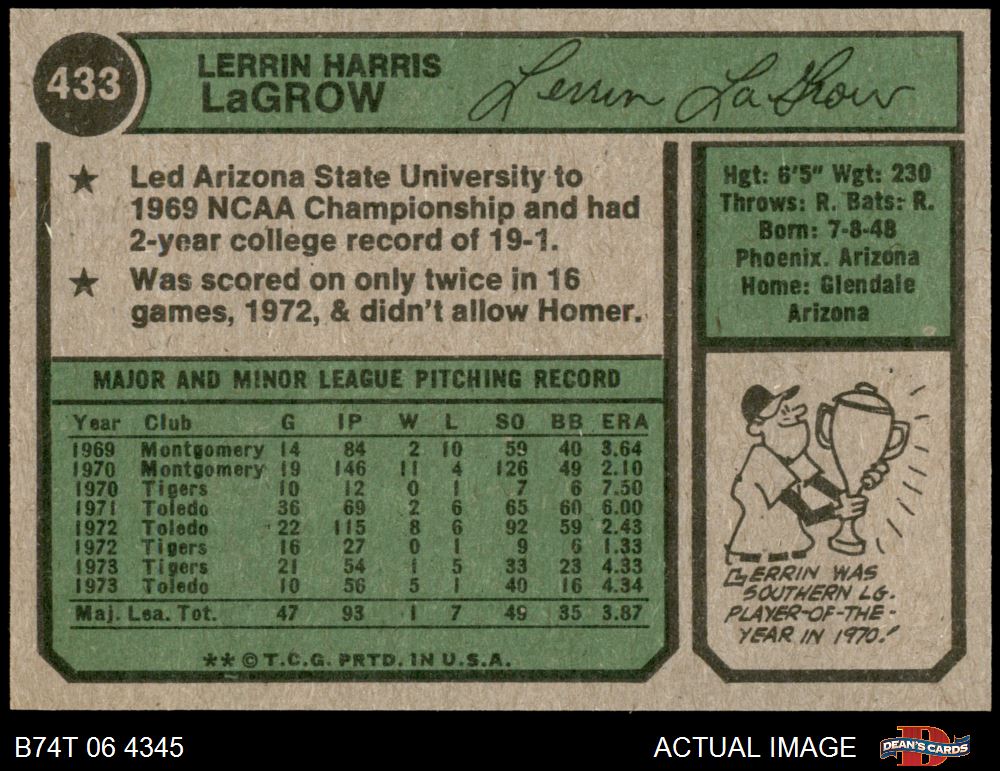 433
LERRIN HARRIS
LaGROW
Lerrin LaGrow
★ Led Arizona State University to
1969 NCAA Championship and had
2-year college record of 19-1.
★ Was scored on only twice in 16
games, 1972, & didn't allow Homer.
MAJOR AND MINOR LEAGUE PITCHING RECORD
Year Club G IP W L SO BB ERA
1969 Montgomery 14 84 2 10 59 40 3.64
1970 Montgomery 19 146 11 4 126 49 2.10
1970 Tigers 10 12 0 1 7 6 7.50
1971 Toledo 36 69 2 6 65 60 6.00
1972 Toledo 22 115 8 6 92 59 2.43
1972 Tigers 16 27 0 1 9 6 1.33
1973 Tigers 21 54 1 5 33 23 4.33
1973 Toledo 10 56 5 1 40 16 4.34
Maj. Lea. Tot. 47 93 1 7 49 35 3.87
** © T.C.G. PRTD. IN U.S.A.
Hgt: 6'5" Wgt: 230
Throws: R. Bats: R.
Born: 7-8-48
Phoenix, Arizona
Home: Glendale
Arizona
LERRIN WAS
SOUTHERN LG.
PLAYER-OF-THE-
YEAR IN 1970!
B74T 06 4345
ACTUAL IMAGE
DEAN'S CARDS